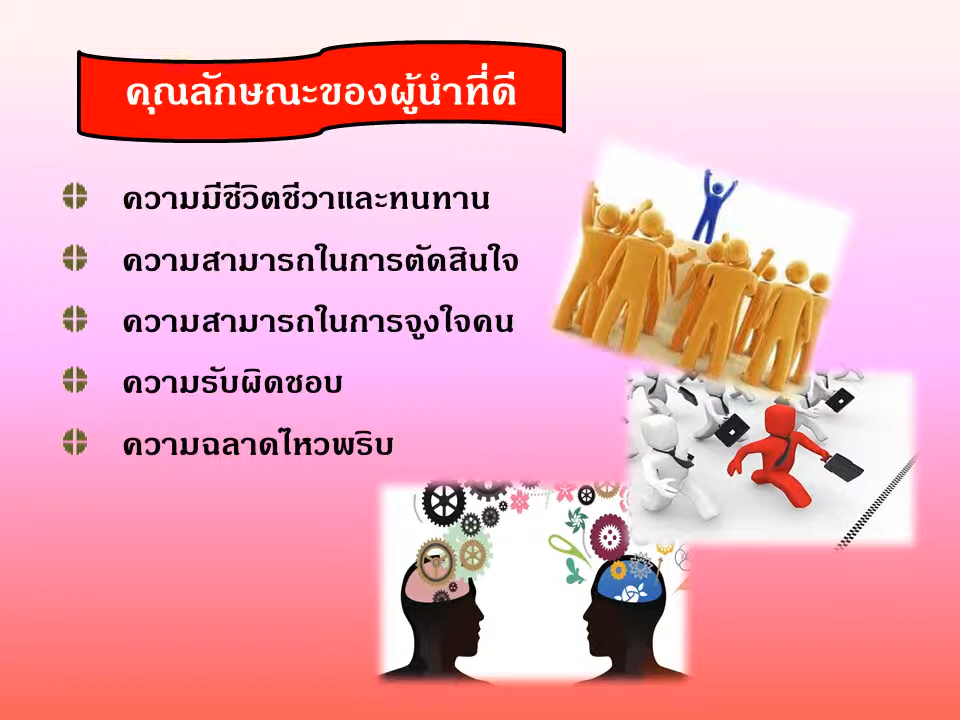 คุณลักษณะของผู้นำที่ดี
ความมีชีวิตชีวาและทนทาน
ความสามารถในการตัดสินใจ
ความสามารถในการจูงใจคน
ความรับผิดชอบ
ความฉลาดไหวพริบ